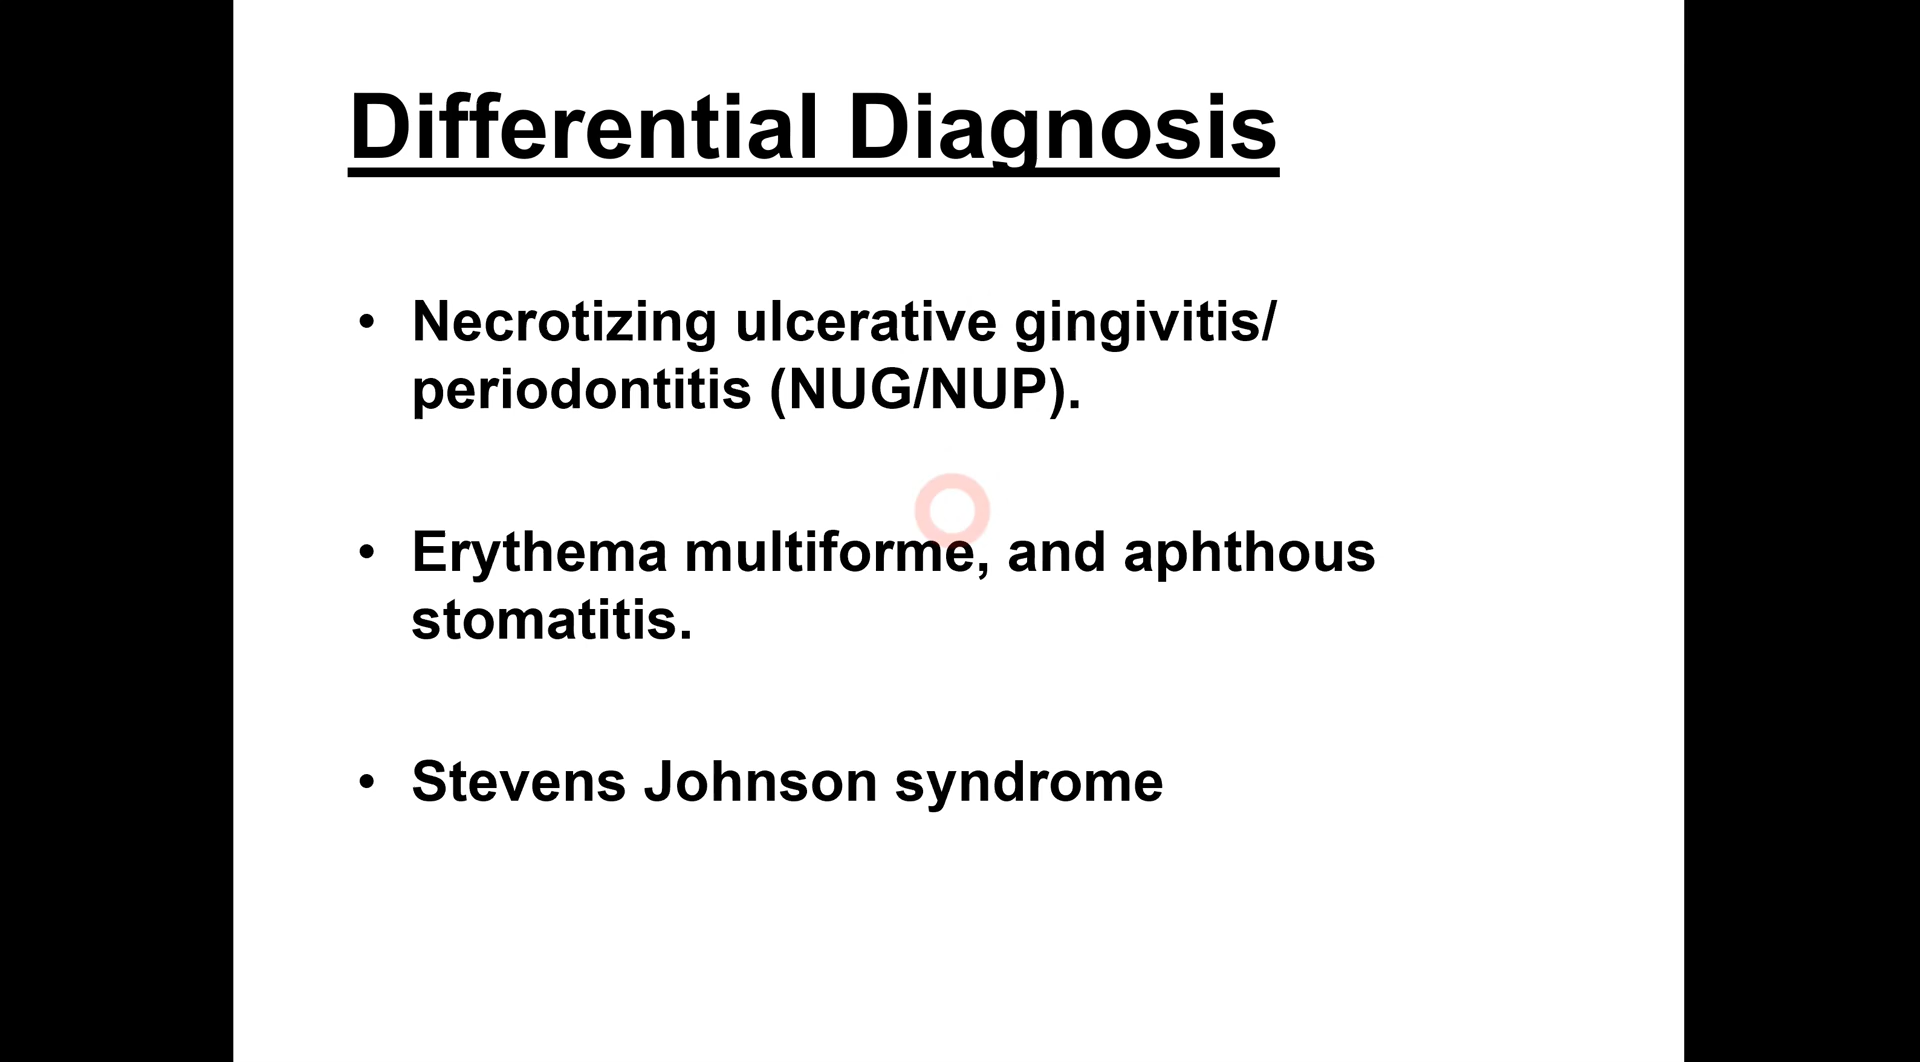 Differential Diagnosis
• Necrotizing ulcerative gingivitis/
periodontitis (NUG/NUP).
• Erythema multiforme, and aphthous
stomatitis.
• Stevens Johnson syndrome